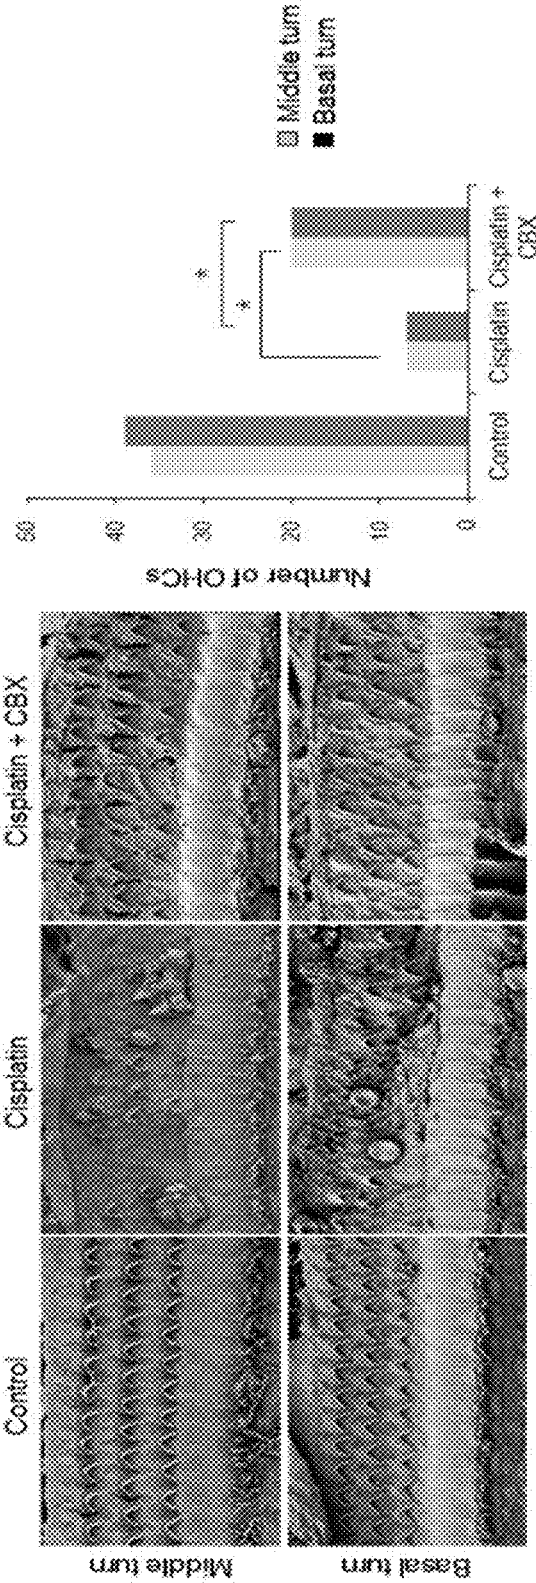 Control
Cisplatin
Cisplatin + CBX
Middle turn
Basal turn
Number of OHCs
50
40
30
20
10
0
*
*
Control
Cisplatin
Cisplatin +
CBX
Middle turn
Basal turn